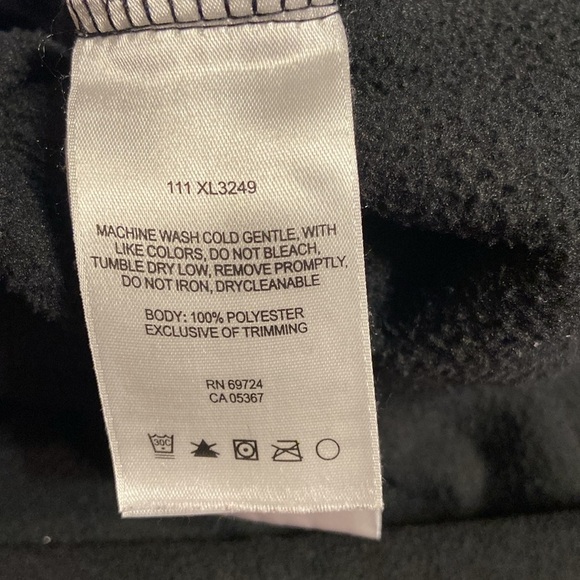 111 XL3249
MACHINE WASH COLD GENTLE, WITH
LIKE COLORS, DO NOT BLEACH,
TUMBLE DRY LOW, REMOVE PROMPTLY,
DO NOT IRON, DRYCLEANABLE
BODY: 100% POLYESTER
EXCLUSIVE OF TRIMMING
RN 69724
CA 05367
30C